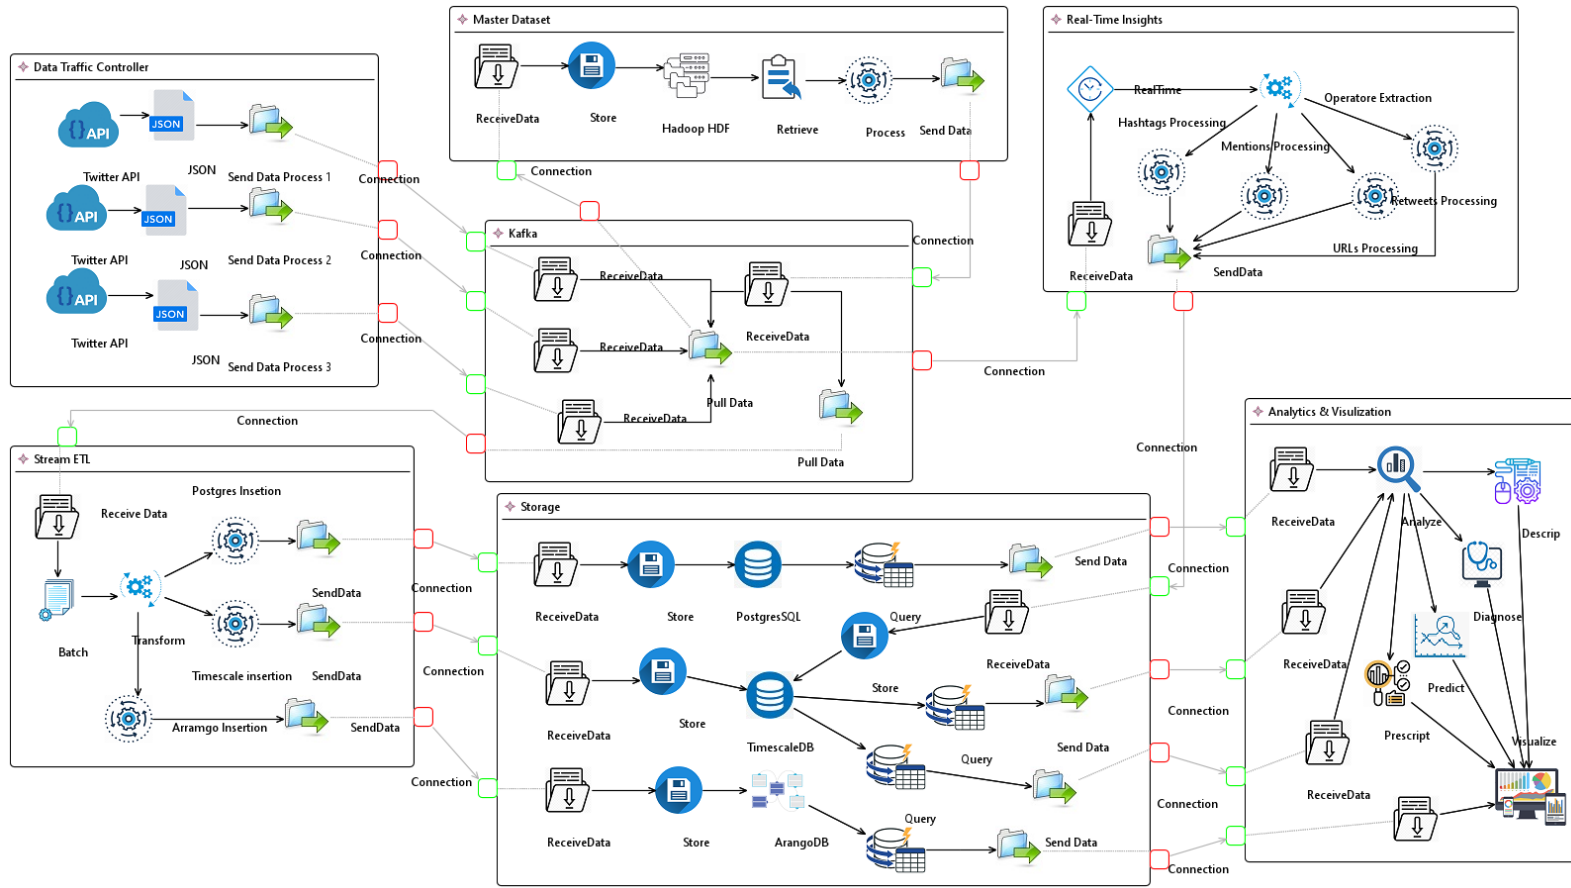 Master Dataset
ReceiveData
Store
Hadoop HDF
Retrieve
Process
Send Data
Real-Time Insights
RealTime
Operatore Extraction
Hashtags Processing
Mentions Processing
Retweets Processing
URLs Processing
ReceiveData
SendData
Data Traffic Controller
{} API
JSON
Twitter API
JSON
Send Data Process 1
{} API
JSON
Twitter API
JSON
Send Data Process 2
{} API
JSON
Twitter API
JSON
Send Data Process 3
Connection
Connection
Connection
Connection
Connection
Connection
Connection
Kafka
ReceiveData
ReceiveData
ReceiveData
ReceiveData
Pull Data
Pull Data
Stream ETL
Receive Data
Postgres Insetion
Batch
Transform
SendData
Timescale insertion
SendData
Arramgo Insertion
SendData
Connection
Connection
Connection
Connection
Storage
ReceiveData
Store
PostgresSQL
Query
Send Data
ReceiveData
ReceiveData
Store
Store
TimescaleDB
Query
Send Data
ReceiveData
Store
ArangoDB
Query
Send Data
Connection
Connection
Connection
Connection
Analytics & Visulization
ReceiveData
Analyze
Descrip
ReceiveData
Diagnose
Predict
Prescript
Visualize
ReceiveData